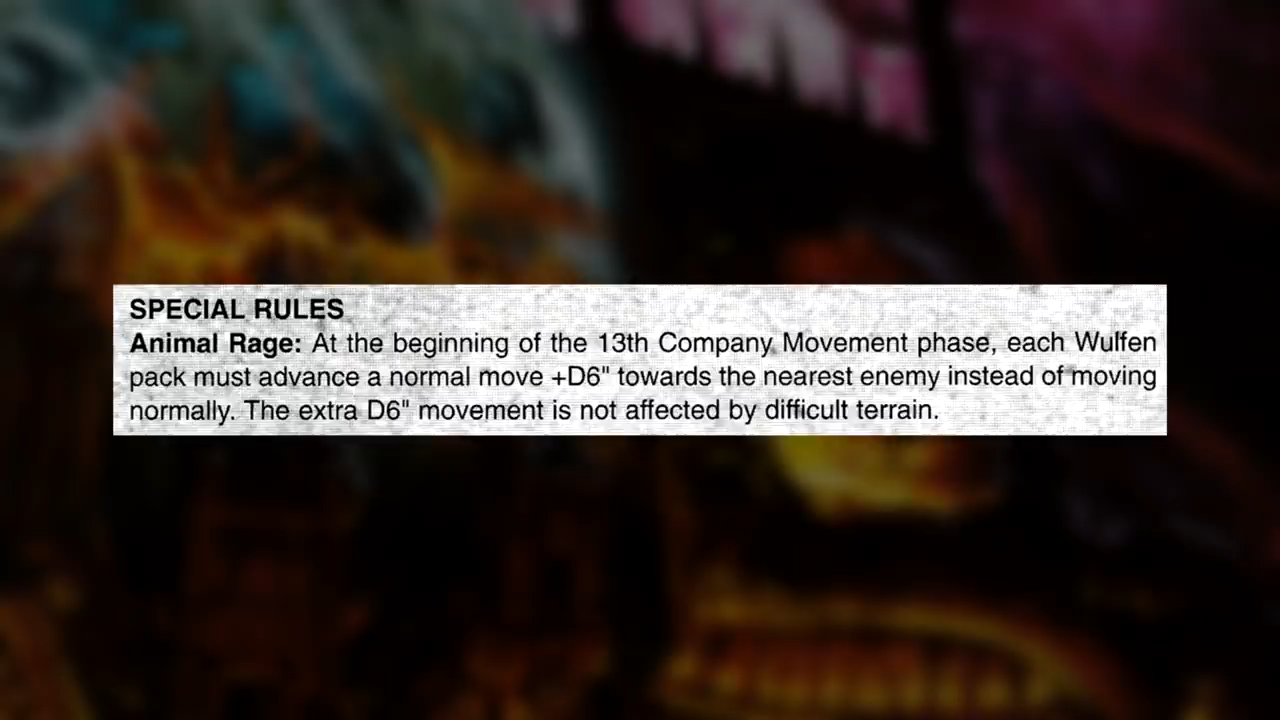 SPECIAL RULES
Animal Rage: At the beginning of the 13th Company Movement phase, each Wulfen
pack must advance a normal move +D6" towards the nearest enemy instead of moving
normally. The extra D6" movement is not affected by difficult terrain.